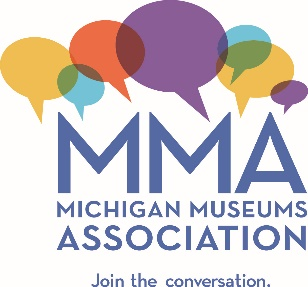 MMA
MICHIGAN MUSEUMS
ASSOCIATION
Join the conversation.